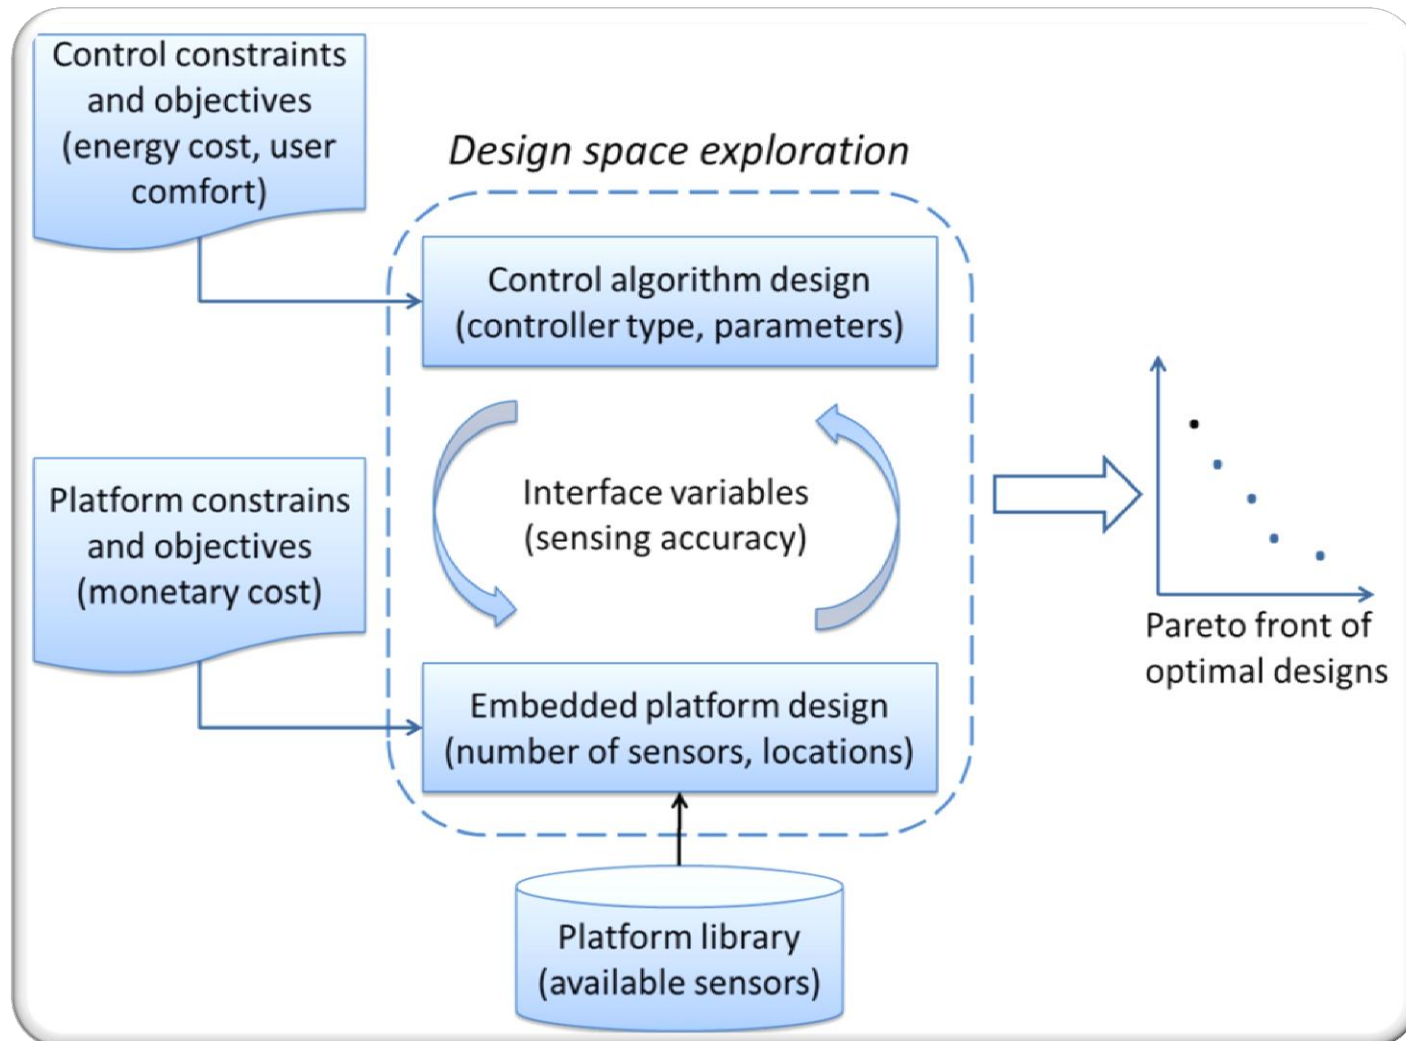 Control constraints
and objectives
(energy cost, user
comfort)
Design space exploration
Control algorithm design
(controller type, parameters)
Platform constrains
and objectives
(monetary cost)
Interface variables
(sensing accuracy)
Pareto front of
optimal designs
Embedded platform design
(number of sensors, locations)
Platform library
(available sensors)